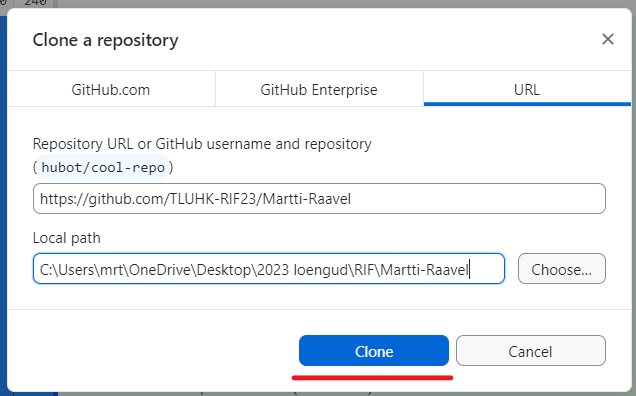 240
Clone a repository
GitHub.com
GitHub Enterprise
URL
Repository URL or GitHub username and repository
(hubot/cool-repo)
https://github.com/TLUHK-RIF23/Martti-Raavel
Local path
C:\Users\mrt\OneDrive\Desktop\2023 loengud\RIF\Martti-Raavel
Choose...
Clone
Cancel